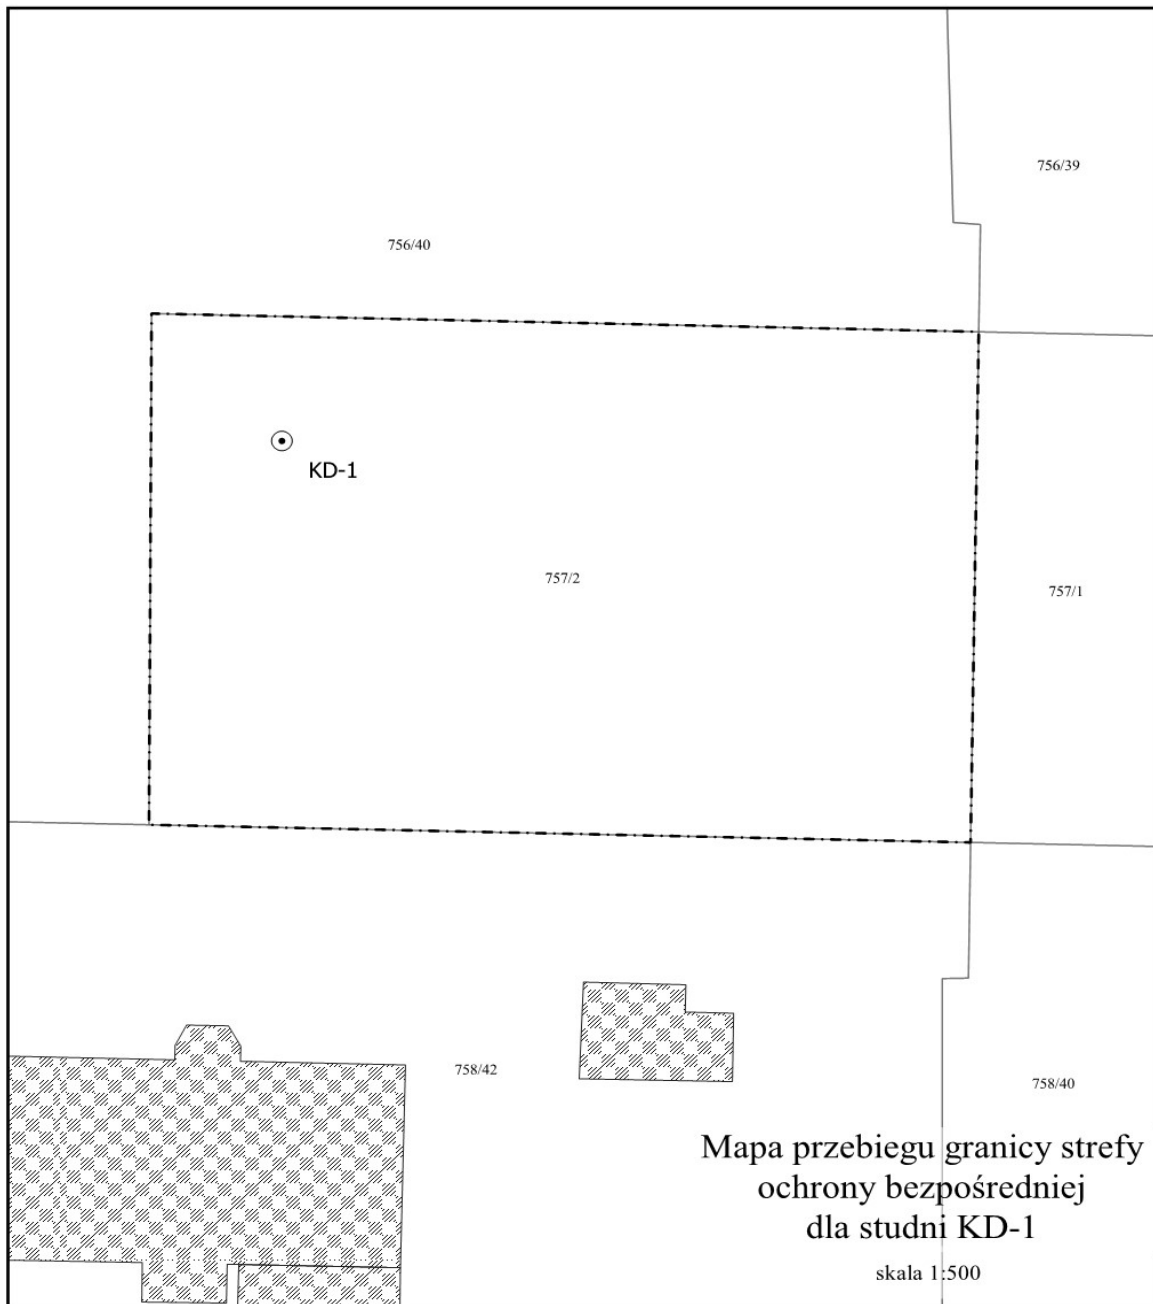 756/39
756/40
KD-1
757/2
757/1
758/42
758/40
Mapa przebiegu granicy strefy
ochrony bezpośredniej
dla studni KD-1
skala 1:500